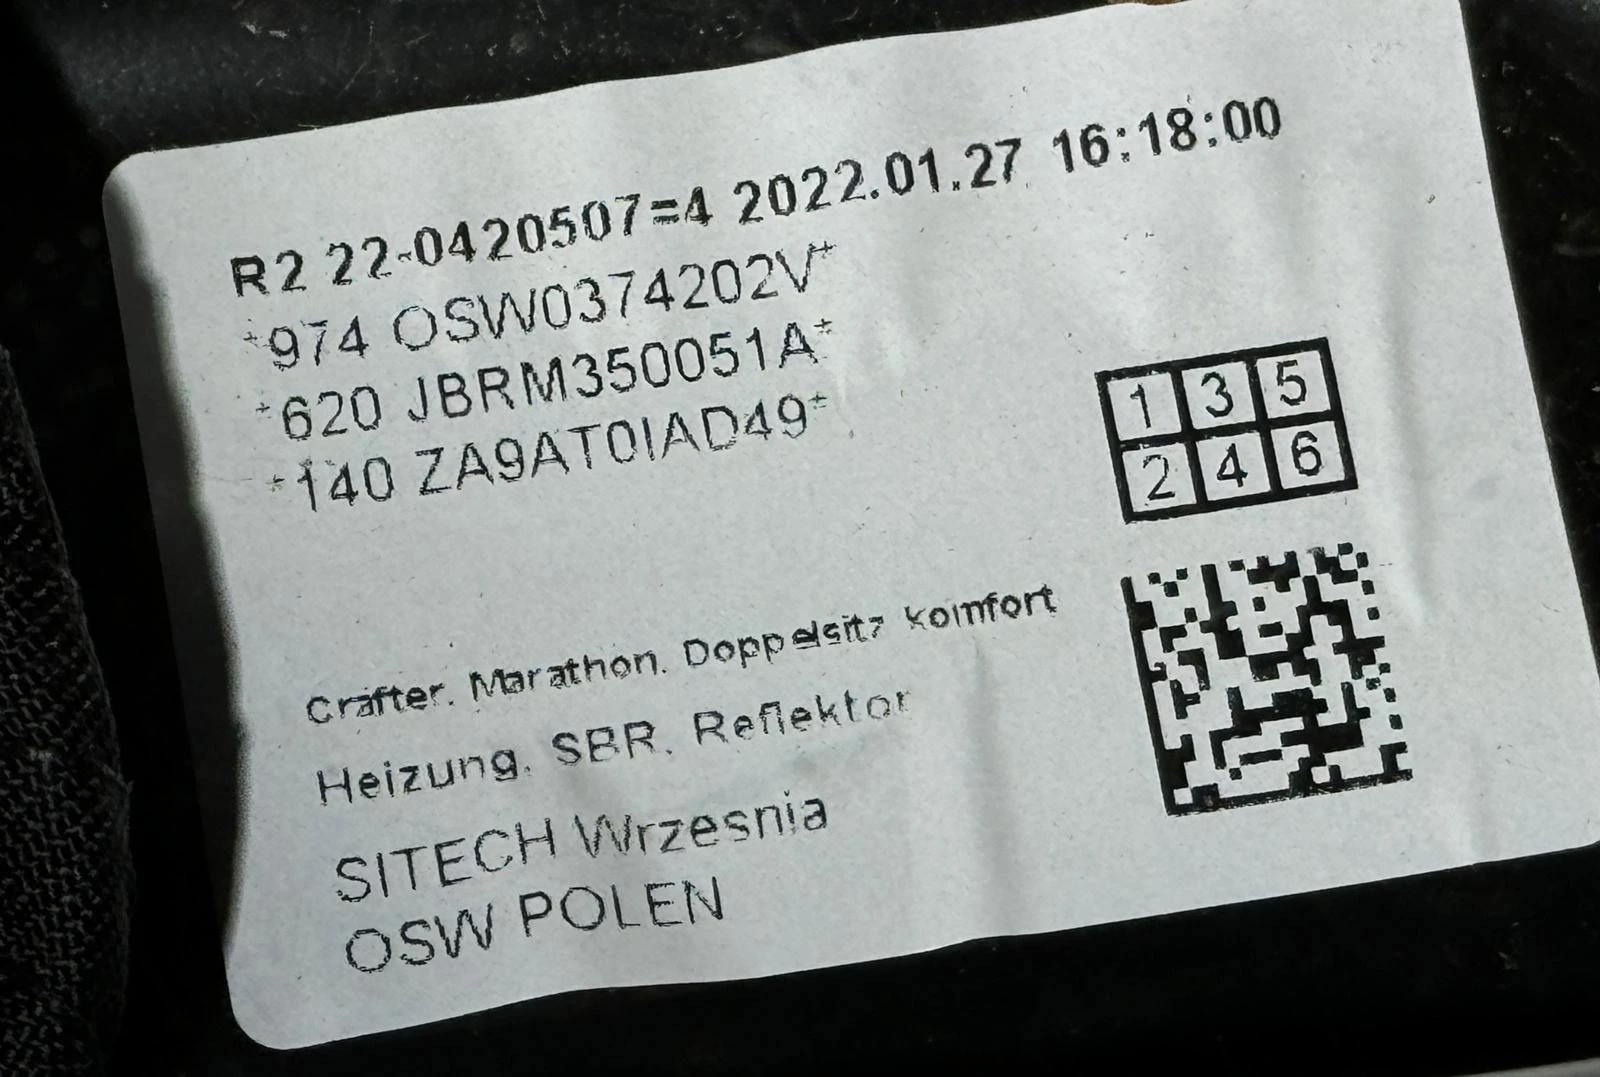 R2 22-0420507=4 2022.01.27 16:18:00
*974 OSW0374202V*
*620 JBRM350051A*
*140 ZA9AT0IAD49*
1 3 5
2 4 6
Crafter. Marathon. Doppelsitz komfort
Heizung. SBR. Reflektor
SITECH Wrzesnia
OSW POLEN